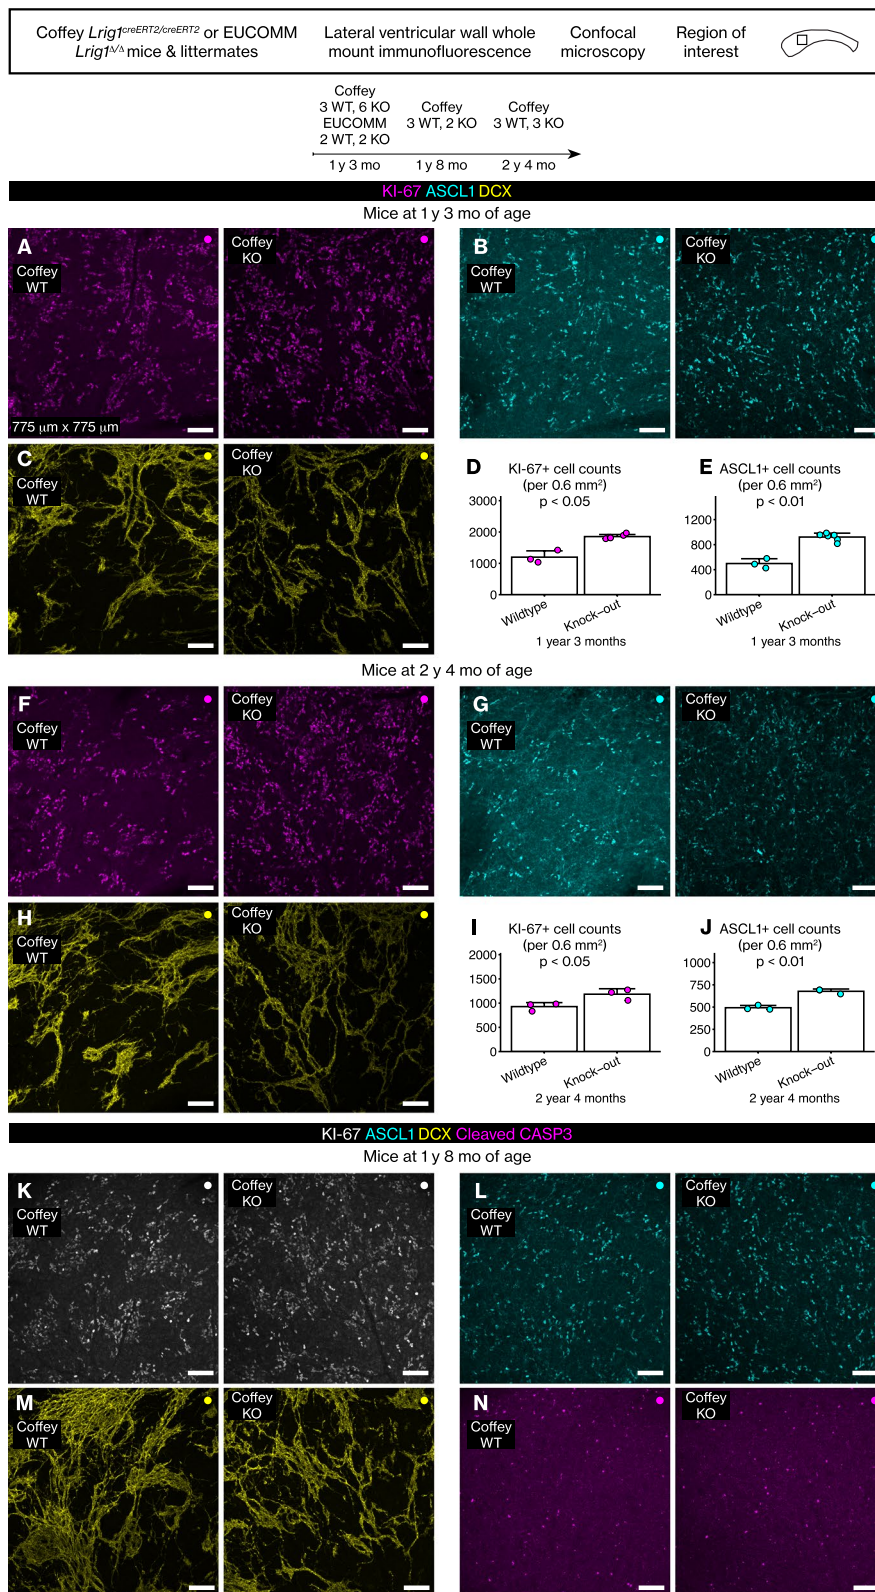 Coffey Lrig1creERT2/creERT2 or EUCOMM
Lrig1Δ/Δ mice & littermates
Lateral ventricular wall whole
mount immunofluorescence
Confocal
microscopy
Region of
interest
Coffey
3 WT, 6 KO
EUCOMM
2 WT, 2 KO
Coffey
3 WT, 2 KO
Coffey
3 WT, 3 KO
1 y 3 mo
1 y 8 mo
2 y 4 mo
KI-67 ASCL1 DCX
Mice at 1 y 3 mo of age
A
Coffey
WT
775 µm x 775 µm
Coffey
KO
B
Coffey
WT
Coffey
KO
C
Coffey
WT
Coffey
KO
D
KI-67+ cell counts
(per 0.6 mm²)
p < 0.05
3000
2000
1000
0
Wildtype
Knock-out
1 year 3 months
E
ASCL1+ cell counts
(per 0.6 mm²)
p < 0.01
1200
800
400
0
Wildtype
Knock-out
1 year 3 months
Mice at 2 y 4 mo of age
F
Coffey
WT
Coffey
KO
G
Coffey
WT
Coffey
KO
H
Coffey
WT
Coffey
KO
I
KI-67+ cell counts
(per 0.6 mm²)
p < 0.05
2000
1500
1000
500
0
Wildtype
Knock-out
2 year 4 months
J
ASCL1+ cell counts
(per 0.6 mm²)
p < 0.01
1000
750
500
250
0
Wildtype
Knock-out
2 year 4 months
KI-67 ASCL1 DCX Cleaved CASP3
Mice at 1 y 8 mo of age
K
Coffey
WT
Coffey
KO
L
Coffey
WT
Coffey
KO
M
Coffey
WT
Coffey
KO
N
Coffey
WT
Coffey
KO